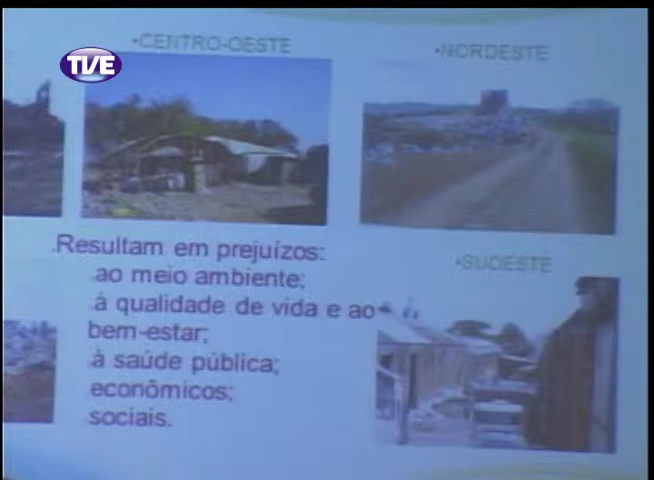 •CENTRO-OESTE
•NORDESTE
TVE
Resultam em prejuízos:
ao meio ambiente;
à qualidade de vida e ao
bem-estar;
à saúde pública;
econômicos;
sociais.
•SUDESTE